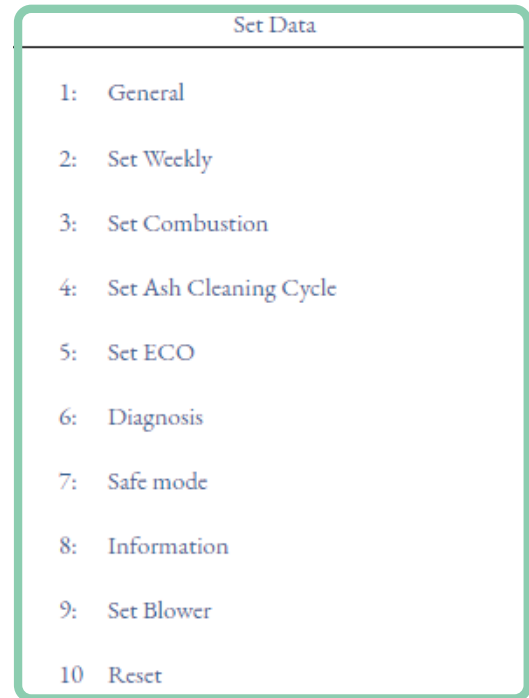 Set Data
1: General
2: Set Weekly
3: Set Combustion
4: Set Ash Cleaning Cycle
5: Set ECO
6: Diagnosis
7: Safe mode
8: Information
9: Set Blower
10 Reset